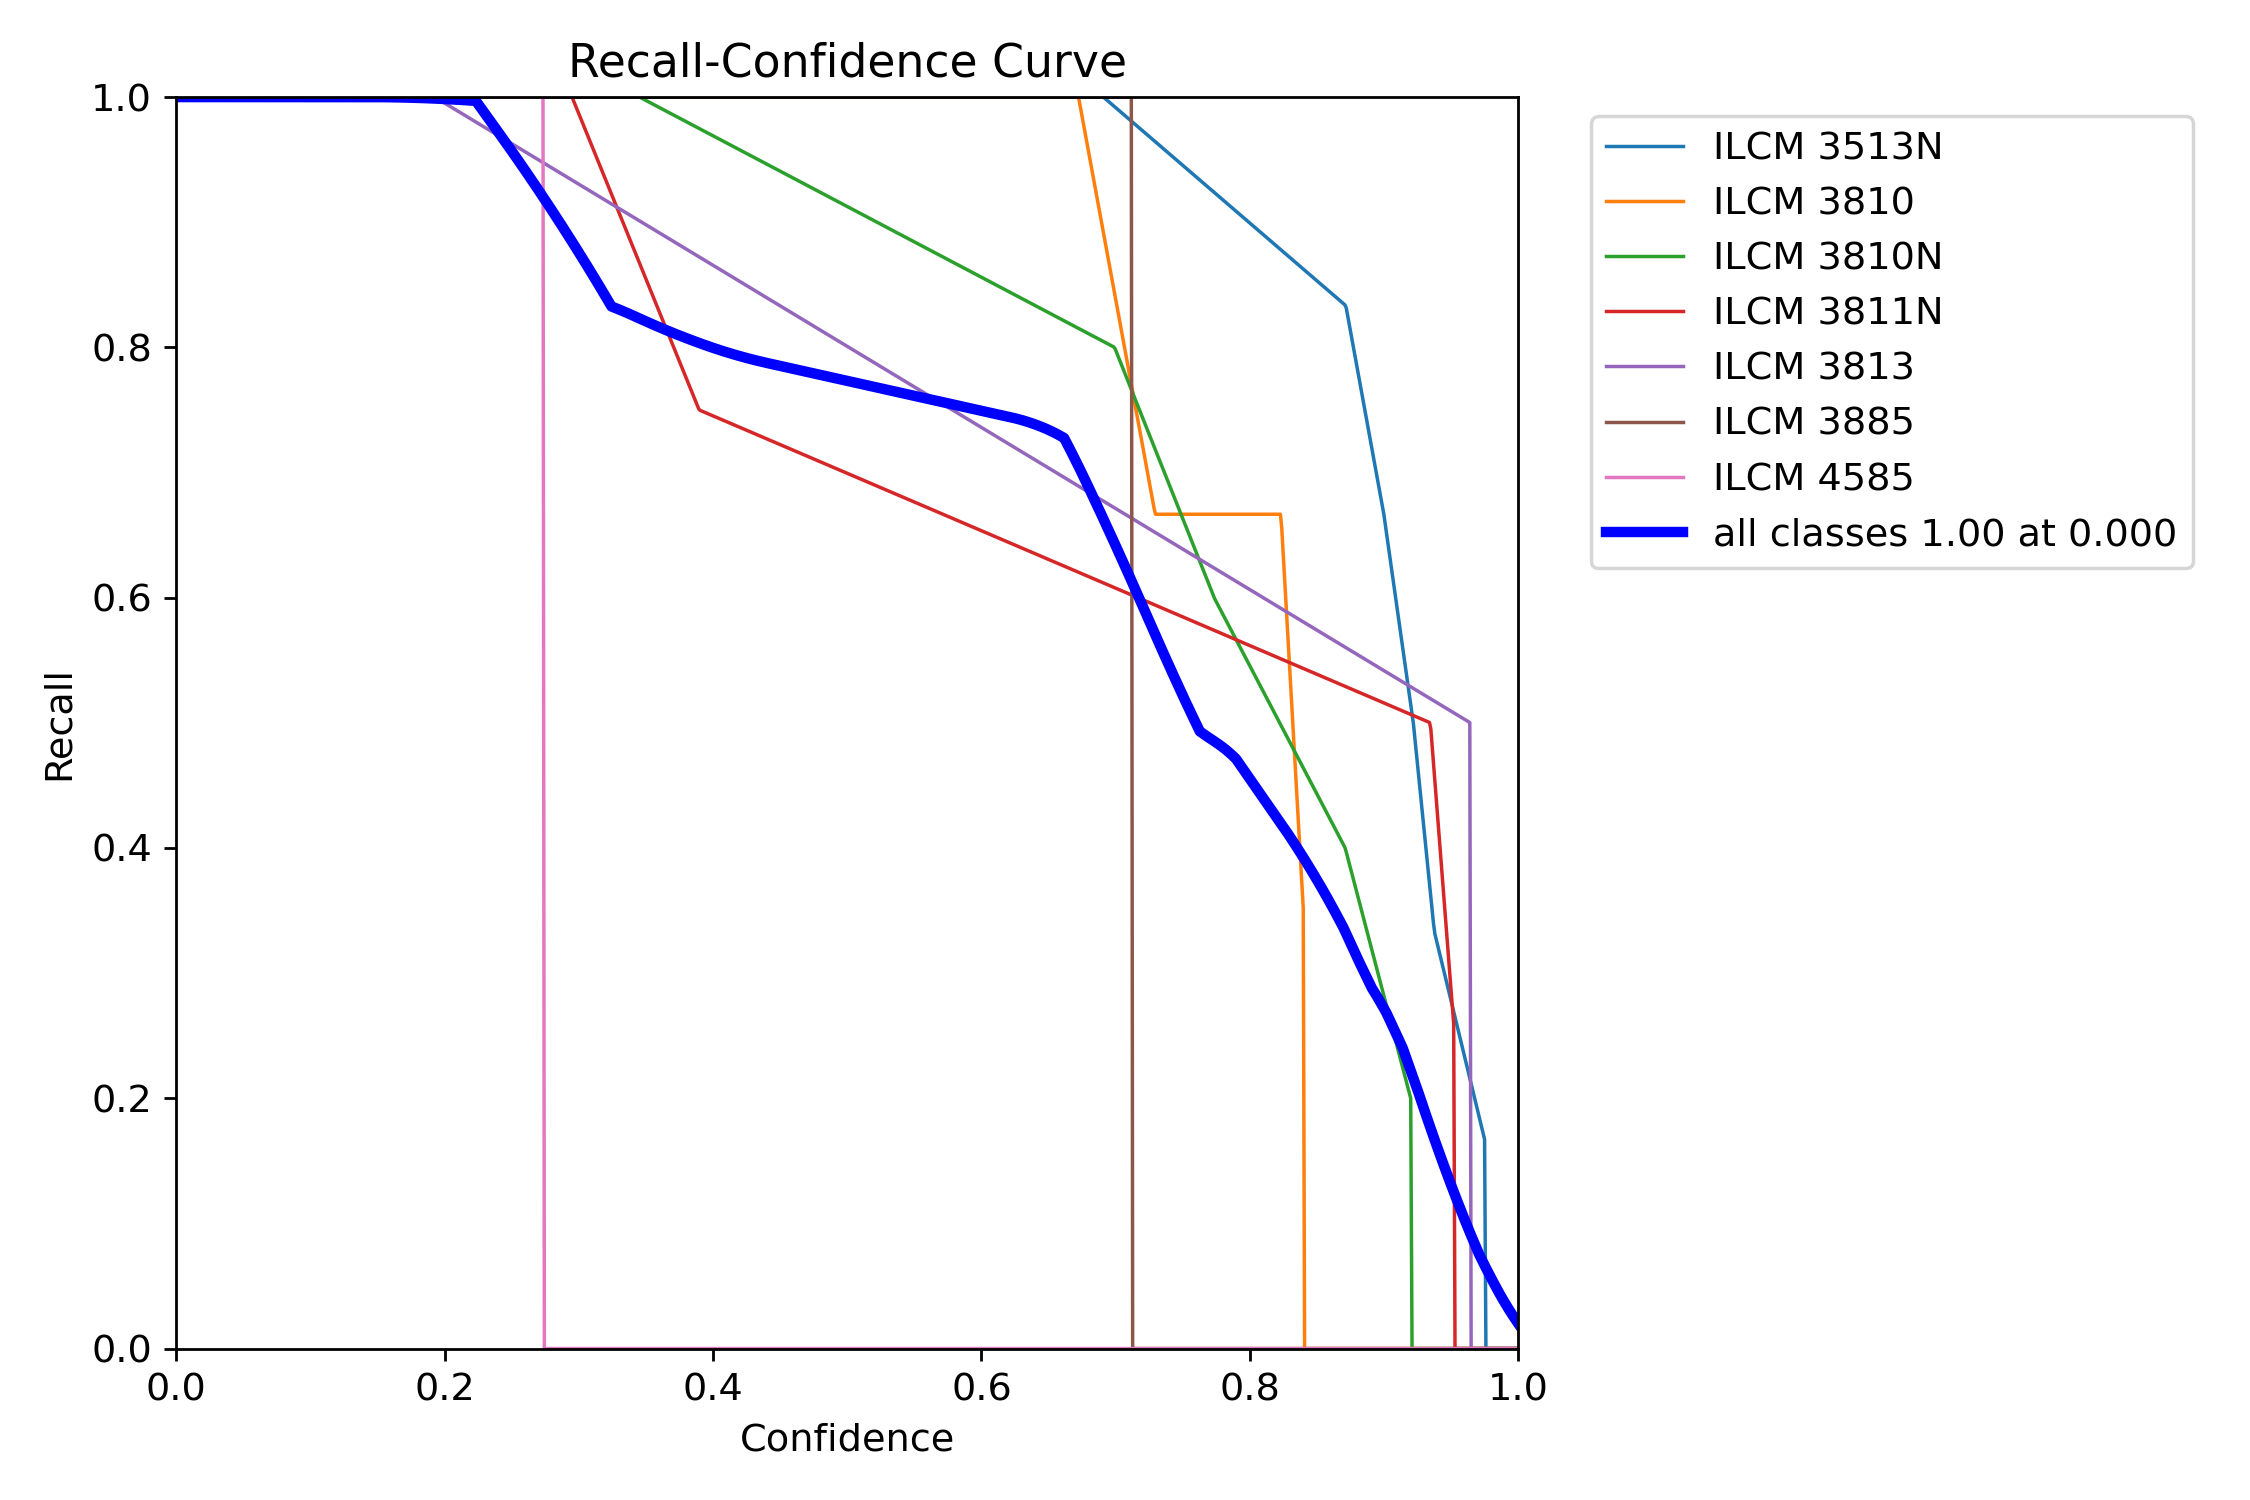 Recall-Confidence Curve
1.0
0.8
0.6
0.4
0.2
0.0
Recall
0.0 0.2 0.4 0.6 0.8 1.0
Confidence
ILCM 3513N
ILCM 3810
ILCM 3810N
ILCM 3811N
ILCM 3813
ILCM 3885
ILCM 4585
all classes 1.00 at 0.000